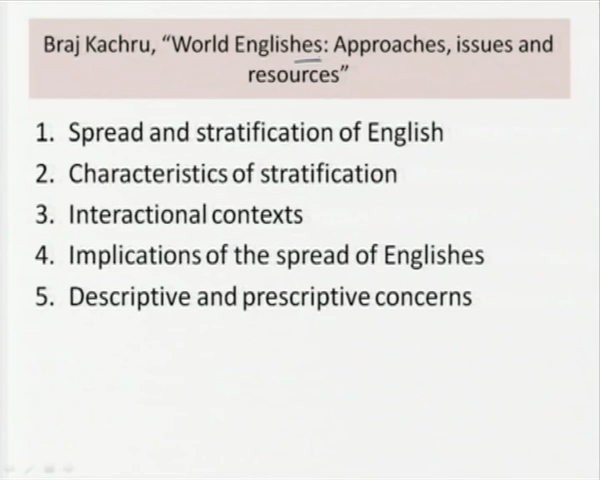 Braj Kachru, “World Englishes: Approaches, issues and
resources”
1. Spread and stratification of English
2. Characteristics of stratification
3. Interactional contexts
4. Implications of the spread of Englishes
5. Descriptive and prescriptive concerns